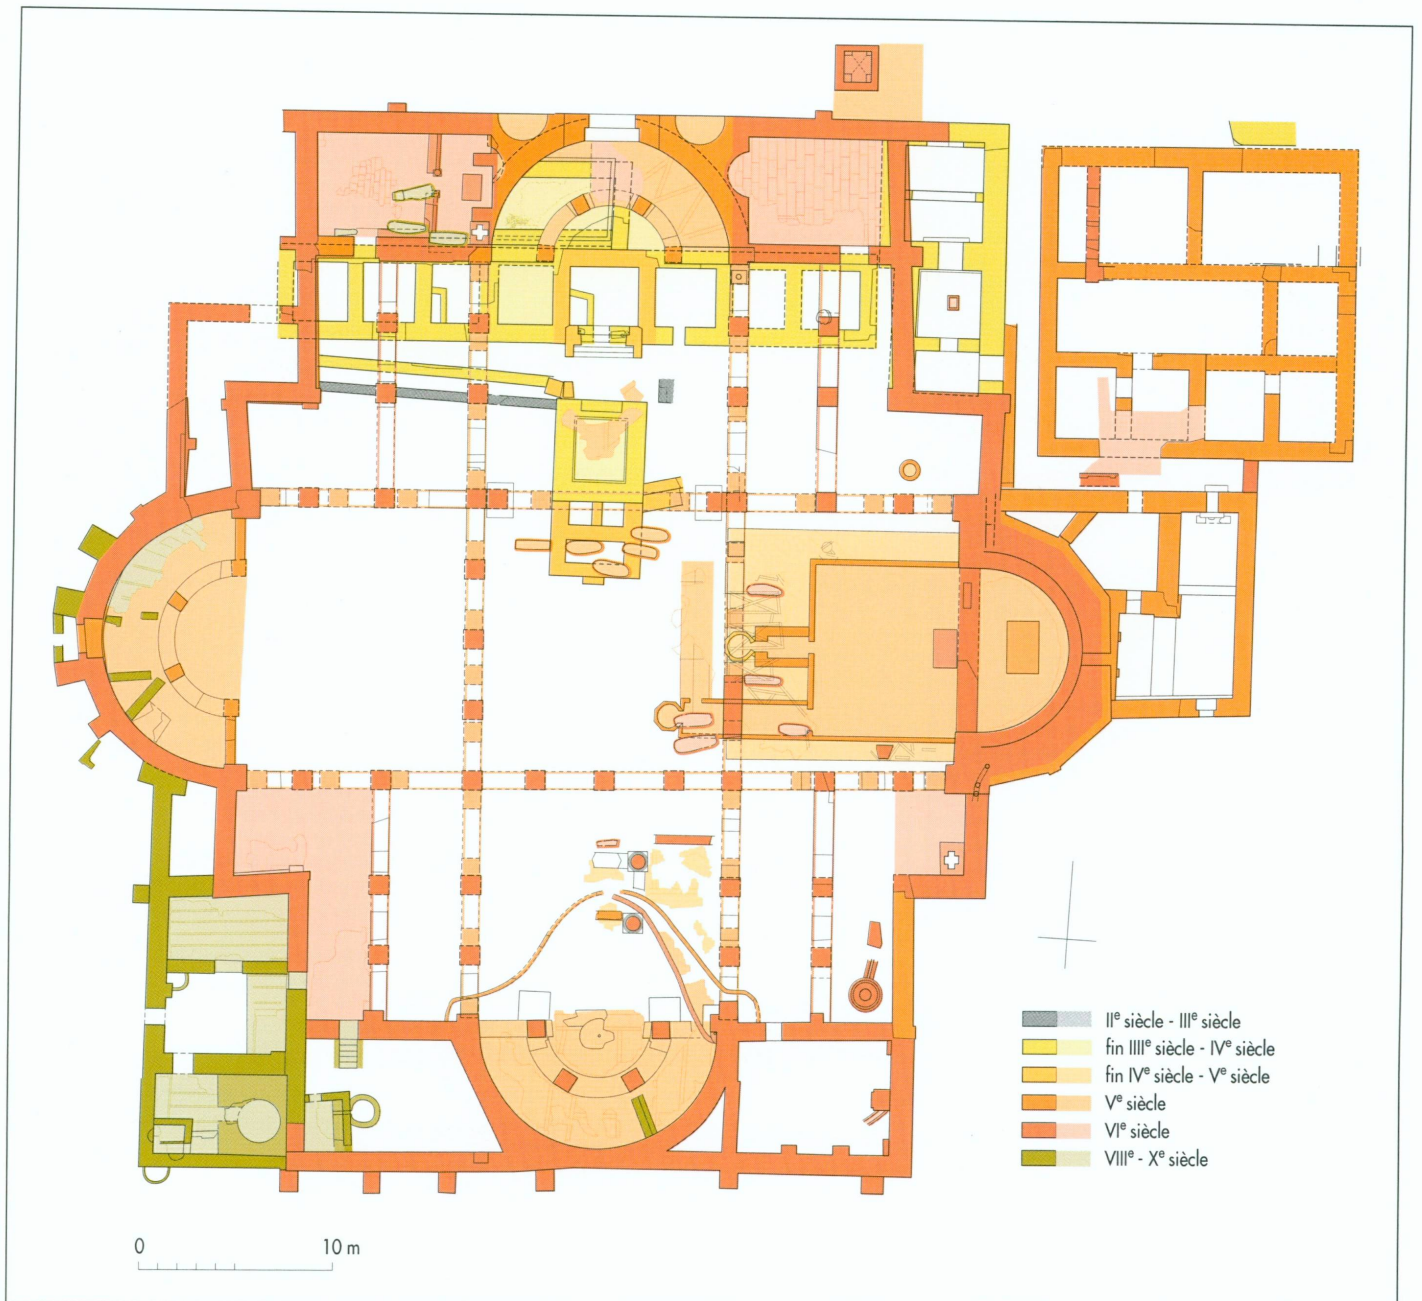 IIe siècle - IIIe siècle
fin IIIIe siècle - IVe siècle
fin IVe siècle - Ve siècle
Ve siècle
VIe siècle
VIIIe - Xe siècle
0 10 m